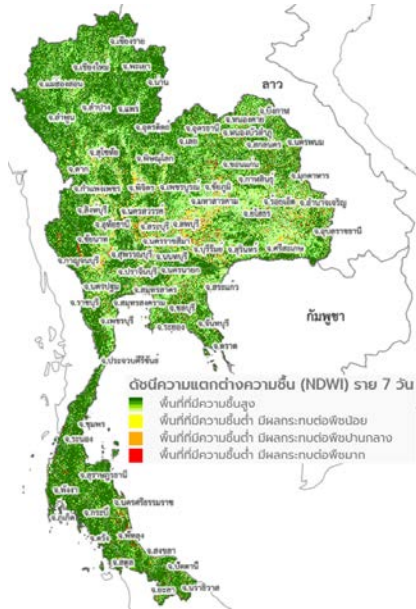 จ.เชียงราย
จ.เชียงใหม่ จ.พะเยา
จ.แม่ฮ่องสอน จ.น่าน
ลาว
จ.ลำปาง จ.แพร่
จ.ลำพูน
จ.บึงกาฬ
จ.หนองคาย
จ.อุตรดิตถ์ จ.อุดรธานี จ.หนองบัวลำภู
จ.เลย จ.สกลนคร จ.นครพนม
จ.สุโขทัย จ.พิษณุโลก
จ.ตาก จ.ขอนแก่น
จ.กาฬสินธุ์ จ.มุกดาหาร
จ.กำแพงเพชร จ.พิจิตร จ.เพชรบูรณ์ จ.ชัยภูมิ
จ.มหาสารคาม จ.ร้อยเอ็ด จ.อำนาจเจริญ
จ.สิงห์บุรี จ.นครสวรรค์ จ.ยโสธร
จ.อุทัยธานี จ.สระบุรี จ.ลพบุรี
จ.อุบลราชธานี
จ.ชัยนาท จ.นครราชสีมา จ.บุรีรัมย์ จ.สุรินทร์ จ.ศรีสะเกษ
จ.กาญจนบุรี จ.สุพรรณบุรี จ.นนทบุรี
จ.ปราจีนบุรี จ.นครนายก
จ.นครปฐม จ.สมุทรสาคร จ.สระแก้ว
จ.ราชบุรี จ.สมุทรสงคราม จ.ชลบุรี
กัมพูชา
จ.เพชรบุรี จ.ระยอง จ.จันทบุรี
จ.ตราด
จ.ประจวบคีรีขันธ์
ดัชนีความแตกต่างความชื้น (NDWI) ราย 7 วัน
พื้นที่ที่มีความชื้นสูง
พื้นที่ที่มีความชื้นต่ำ มีผลกระทบต่อพืชน้อย
พื้นที่ที่มีความชื้นต่ำ มีผลกระทบต่อพืชปานกลาง
พื้นที่ที่มีความชื้นต่ำ มีผลกระทบต่อพืชมาก
จ.ชุมพร
จ.ระนอง
จ.สุราษฎร์ธานี
จ.พังงา จ.นครศรีธรรมราช
จ.ภูเก็ต จ.กระบี่
จ.ตรัง จ.พัทลุง
จ.สตูล จ.สงขลา
จ.ปัตตานี
จ.ยะลา จ.นราธิวาส